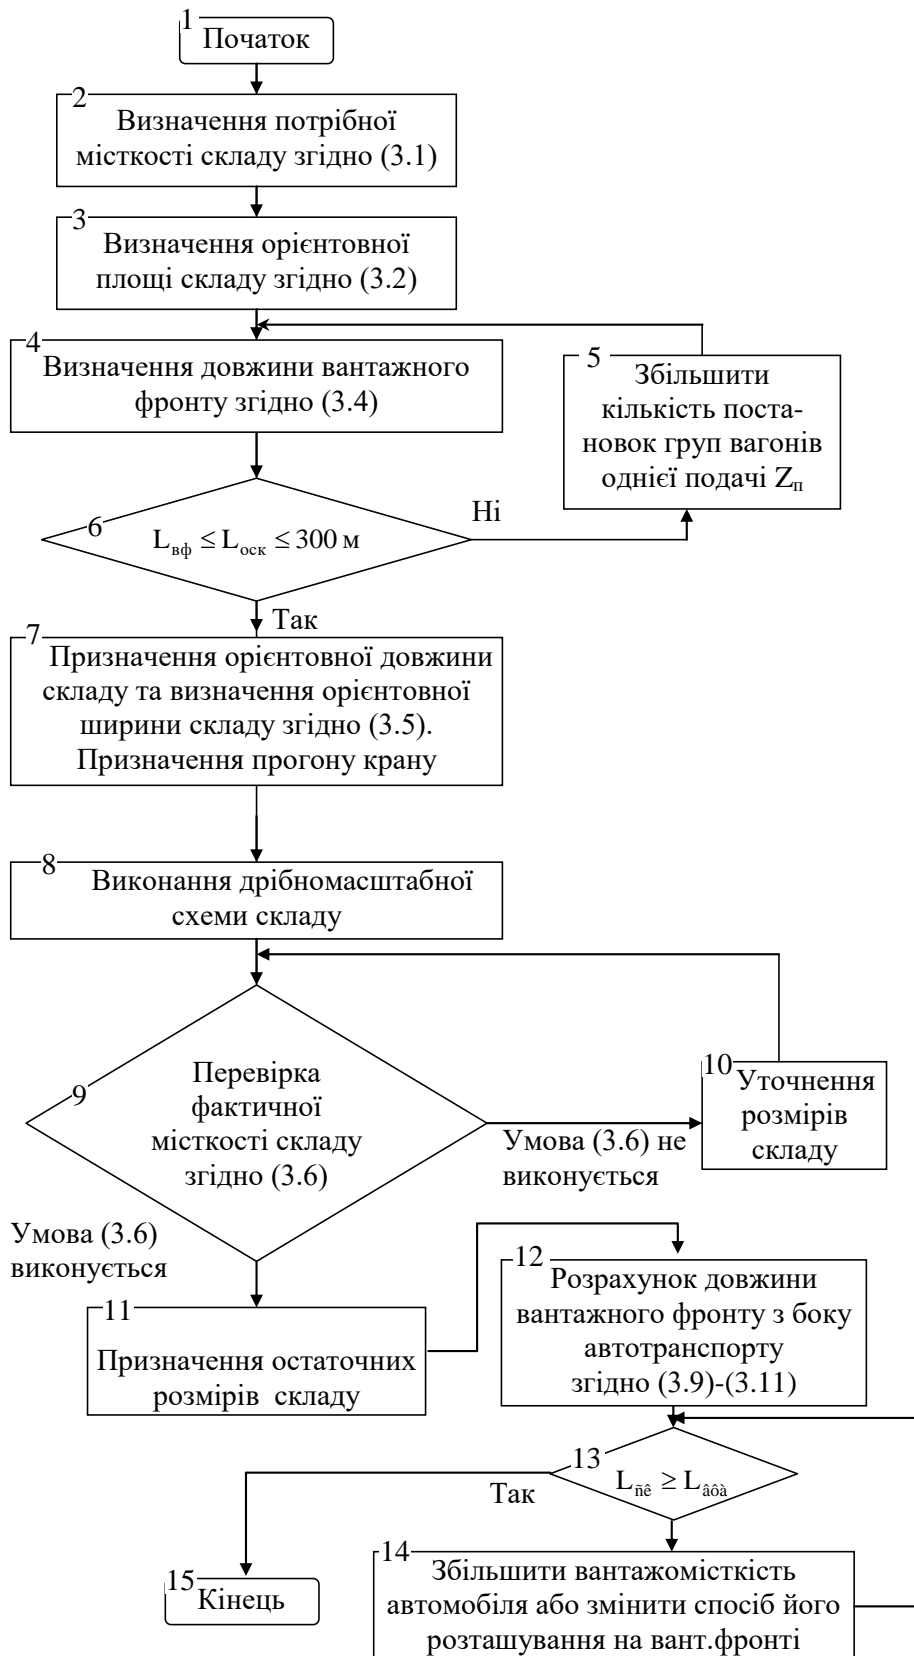 1
Початок
2
Визначення потрібної
місткості складу згідно (3.1)
3
Визначення орієнтовної
площі складу згідно (3.2)
4
Визначення довжини вантажного
фронту згідно (3.4)
5
Збільшити
кількість поста-
новок груп вагонів
однієї подачі Zп
6
Lвф ≤ Lоск ≤ 300 м
Ні
Так
7
Призначення орієнтовної довжини
складу та визначення орієнтовної
ширини складу згідно (3.5).
Призначення прогону крану
8
Виконання дрібномасштабної
схеми складу
9
Перевірка
фактичної
місткості складу
згідно (3.6)
10
Уточнення
розмірів
складу
Умова (3.6) не
виконується
Умова (3.6)
виконується
11
Призначення остаточних
розмірів складу
12
Розрахунок довжини
вантажного фронту з боку
автотранспорту
згідно (3.9)-(3.11)
13
Lñê ≥ Lâôà
Так
14
Збільшити вантажомісткість
автомобіля або змінити спосіб його
розташування на вант.фронті
15
Кінець